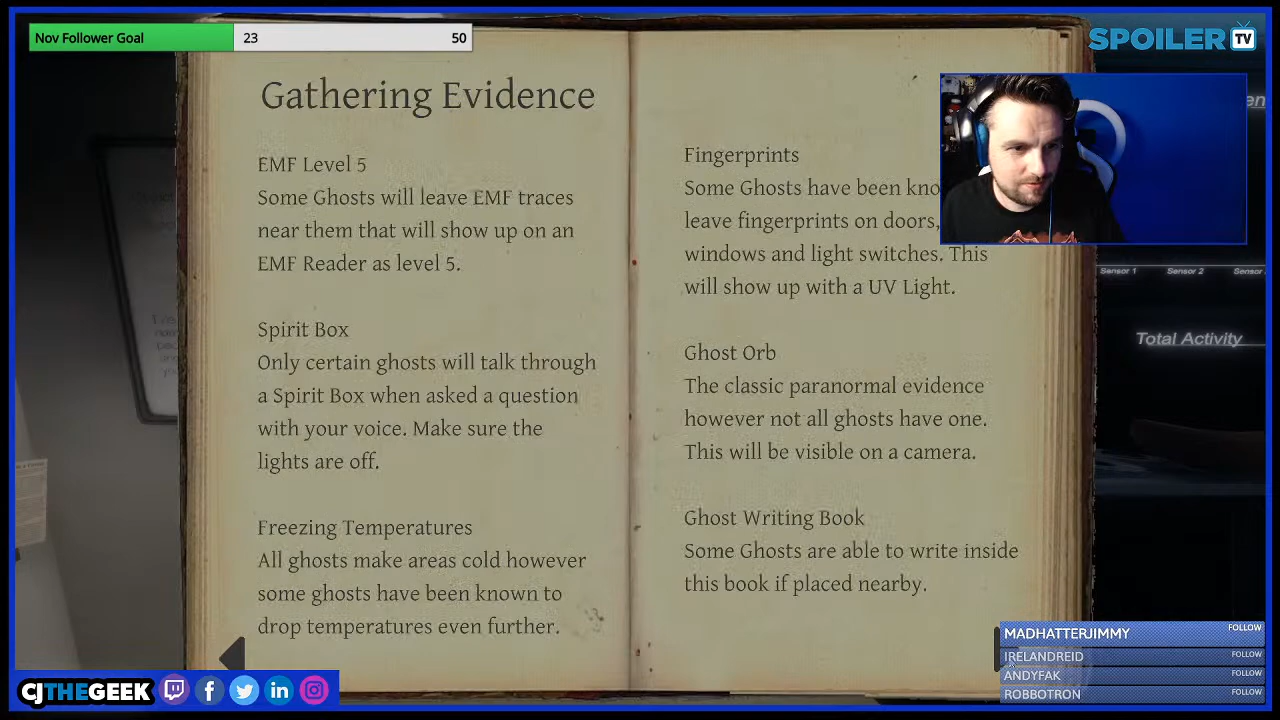 Nov Follower Goal
23
50
SPOILER TV
Gathering Evidence
EMF Level 5
Some Ghosts will leave EMF traces
near them that will show up on an
EMF Reader as level 5.
Spirit Box
Only certain ghosts will talk through
a Spirit Box when asked a question
with your voice. Make sure the
lights are off.
Freezing Temperatures
All ghosts make areas cold however
some ghosts have been known to
drop temperatures even further.
Fingerprints
Some Ghosts have been kno
leave fingerprints on doors,
windows and light switches. This
will show up with a UV Light.
Ghost Orb
The classic paranormal evidence
however not all ghosts have one.
This will be visible on a camera.
Ghost Writing Book
Some Ghosts are able to write inside
this book if placed nearby.
Sensor 1 Sensor 2 Sensor
Total Activity
MADHATTERJIMMY FOLLOW
IRELANDREID FOLLOW
ANDYFAK FOLLOW
ROBBOTRON FOLLOW
CJTHEGEEK